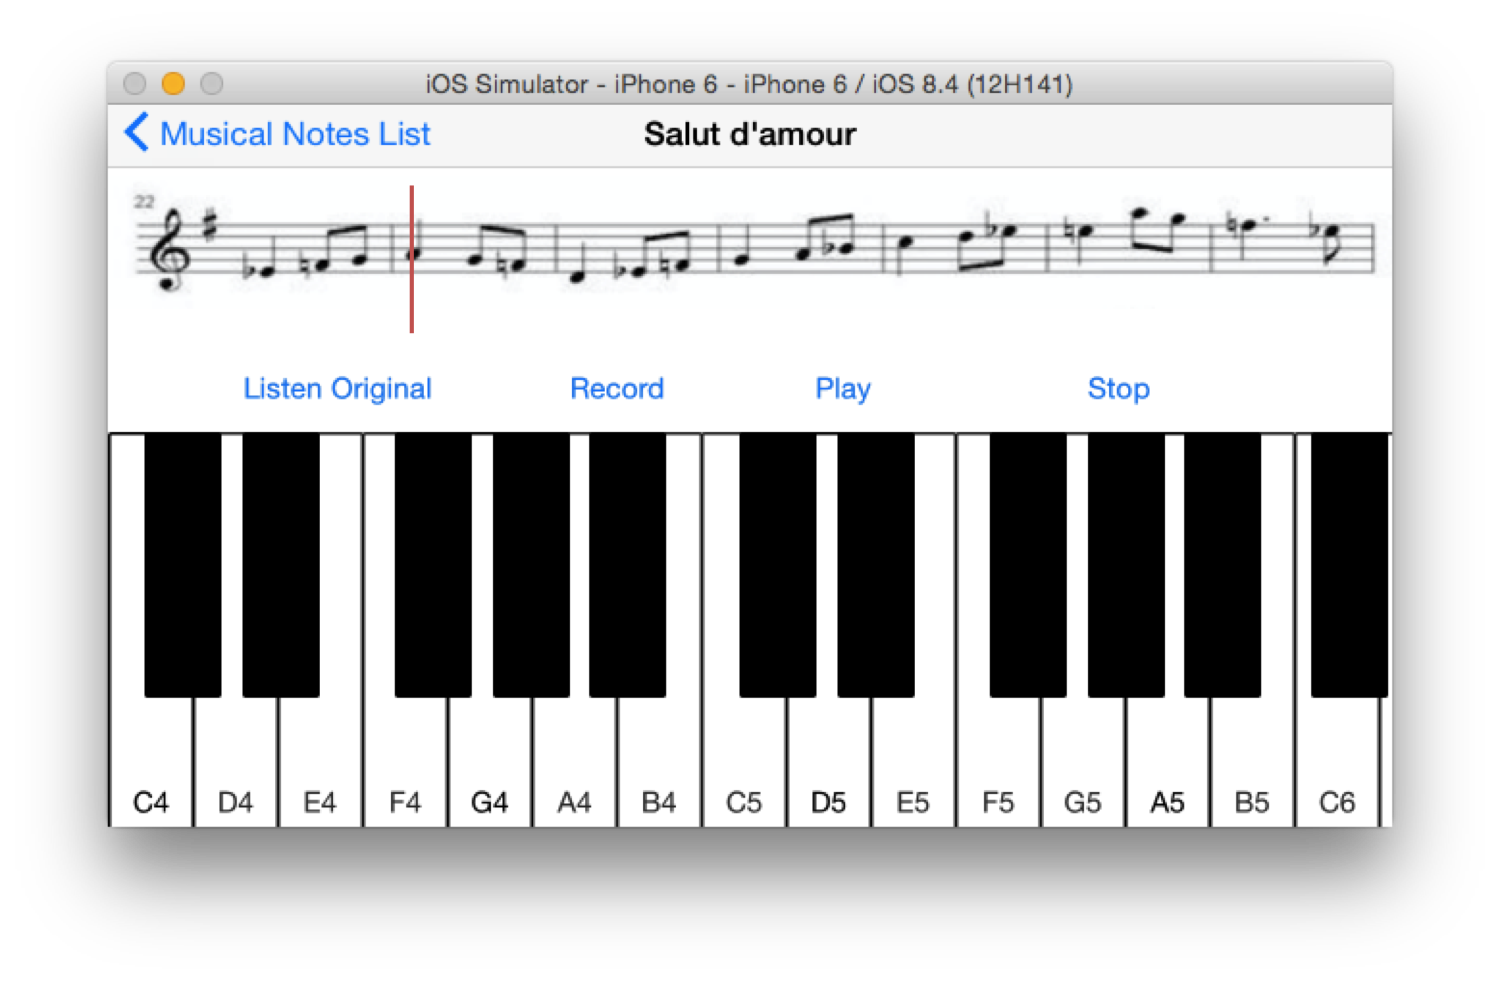 iOS Simulator - iPhone 6 - iPhone 6 / iOS 8.4 (12H141)
Musical Notes List Salut d'amour
22
Listen Original Record Play Stop
C4 D4 E4 F4 G4 A4 B4 C5 D5 E5 F5 G5 A5 B5 C6